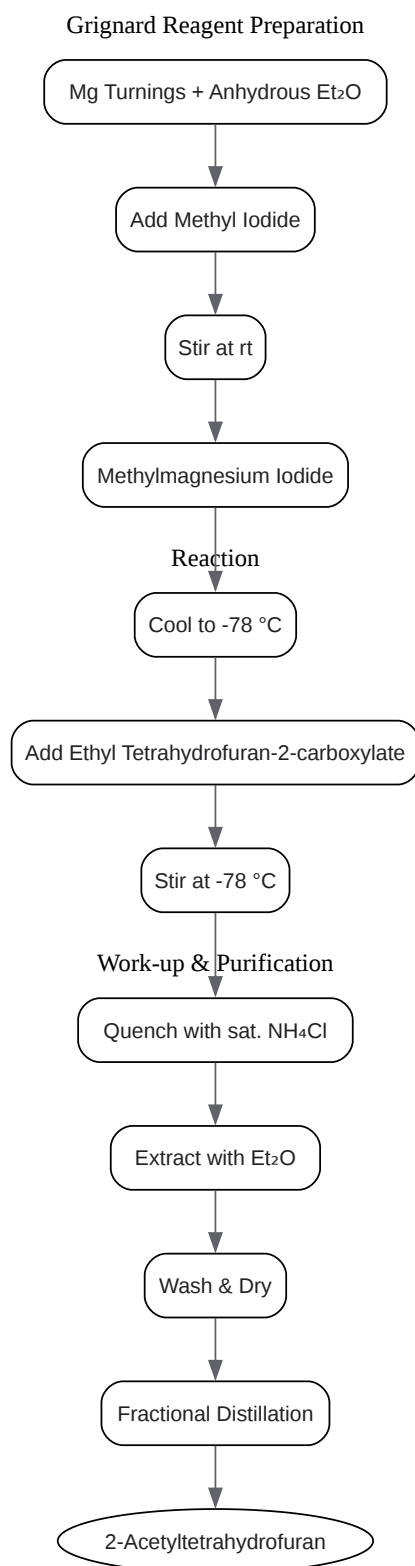 Grignard Reagent Preparation
Mg Turnings + Anhydrous Et₂O
Add Methyl Iodide
Stir at rt
Methylmagnesium Iodide
Reaction
Cool to -78 °C
Add Ethyl Tetrahydrofuran-2-carboxylate
Stir at -78 °C
Work-up & Purification
Quench with sat. NH₄Cl
Extract with Et₂O
Wash & Dry
Fractional Distillation
2-Acetyltetrahydrofuran